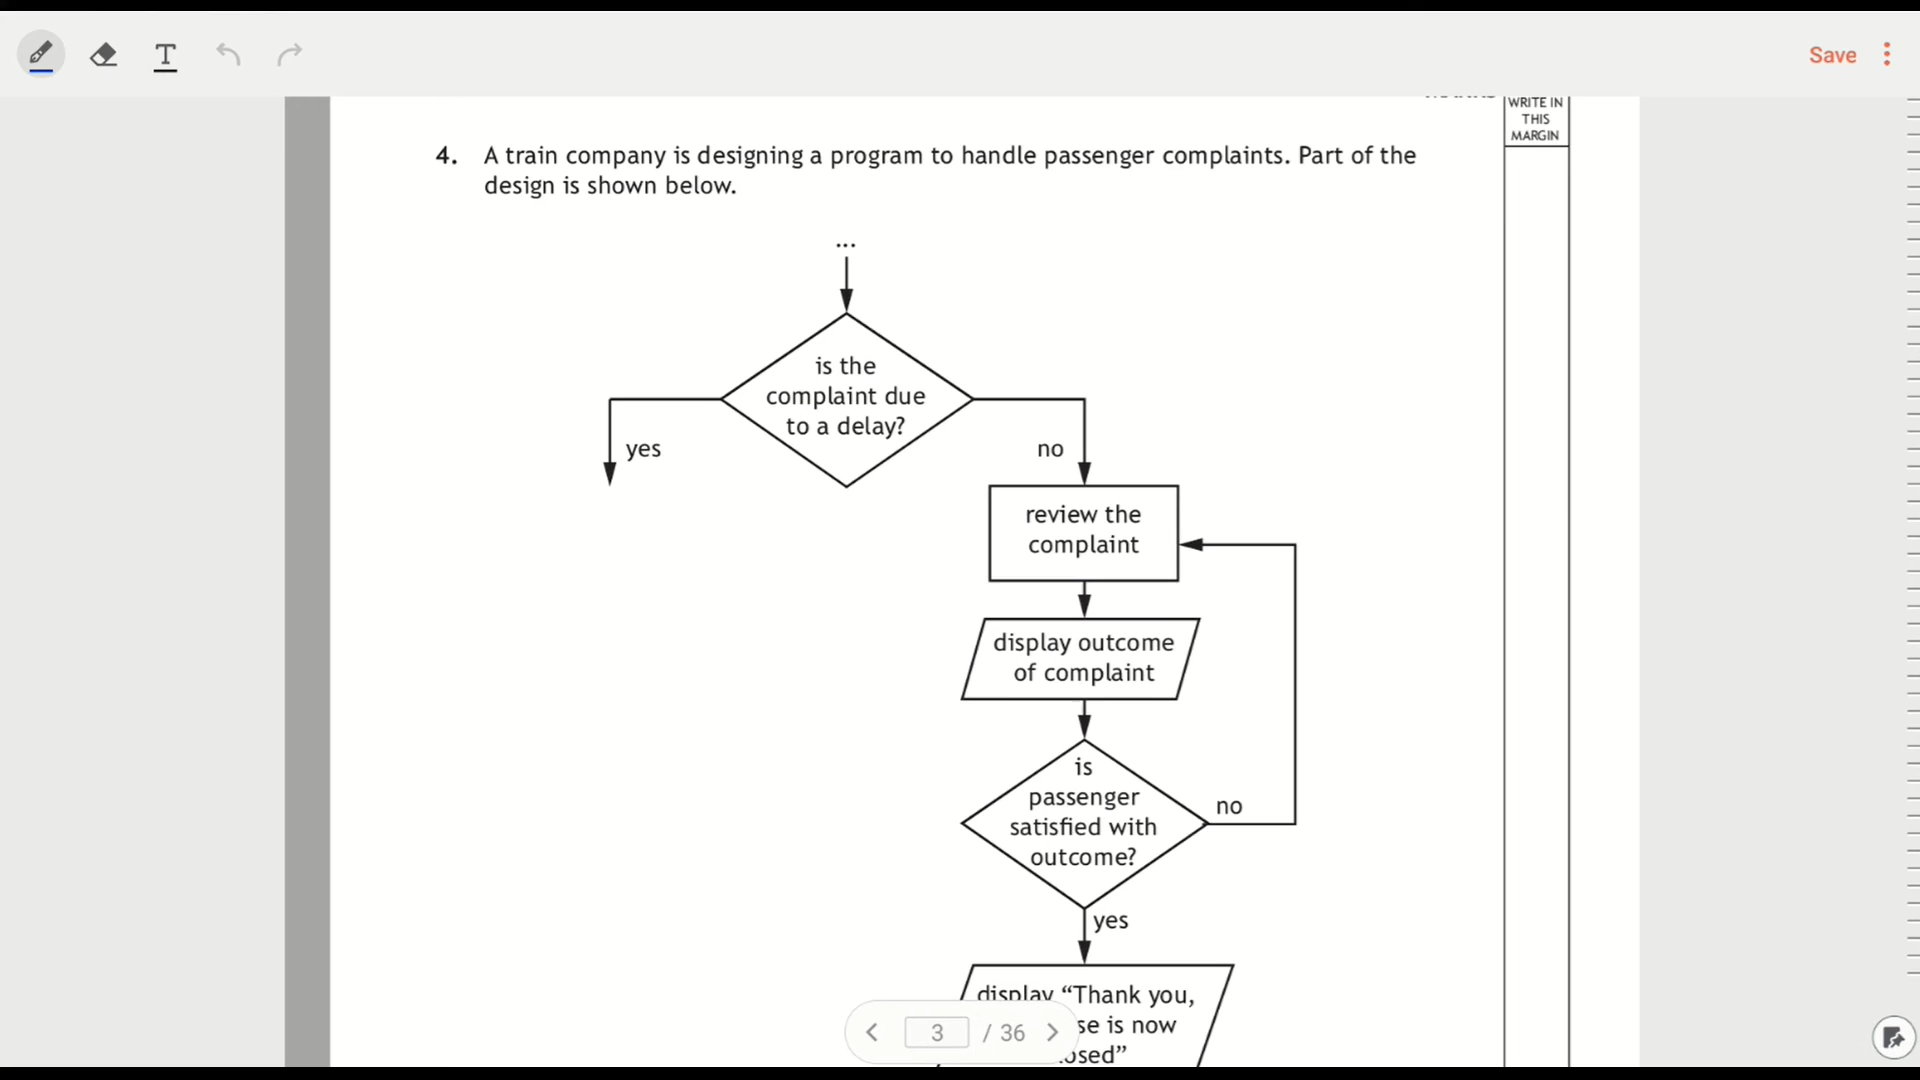 T
Save
WRITE IN
THIS
MARGIN
4. A train company is designing a program to handle passenger complaints. Part of the
design is shown below.
...
is the
complaint due
to a delay?
yes
no
review the
complaint
display outcome
of complaint
is
passenger
satisfied with
outcome?
no
yes
display “Thank you,
se is now
osed”
3 / 36